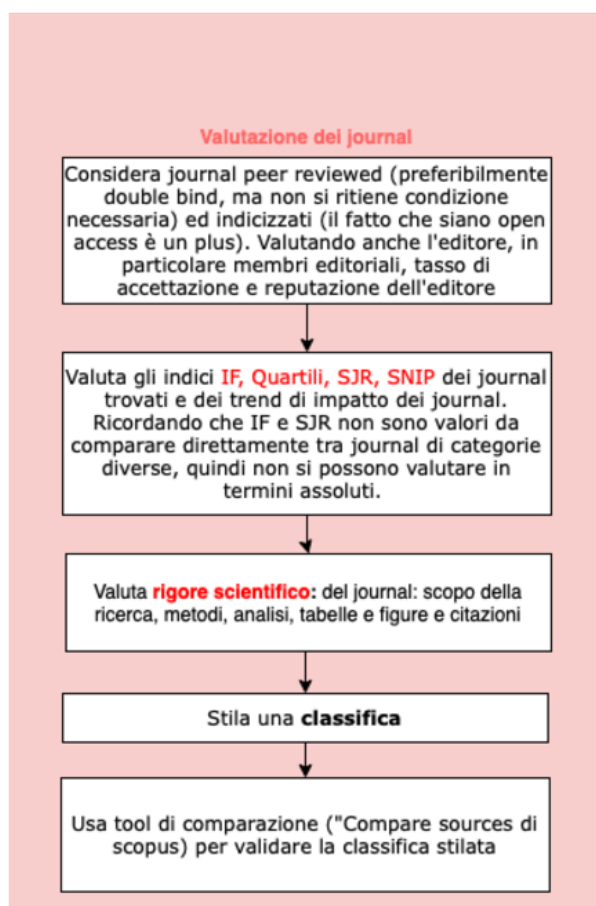 Valutazione dei journal
Considera journal peer reviewed (preferibilmente
double bind, ma non si ritiene condizione
necessaria) ed indicizzati (il fatto che siano open
access è un plus). Valutando anche l'editore, in
particolare membri editoriali, tasso di
accettazione e reputazione dell'editore
Valuta gli indici IF, Quartili, SJR, SNIP dei journal
trovati e dei trend di impatto dei journal.
Ricordando che IF e SJR non sono valori da
comparare direttamente tra journal di categorie
diverse, quindi non si possono valutare in
termini assoluti.
Valuta rigore scientifico: del journal: scopo della
ricerca, metodi, analisi, tabelle e figure e citazioni
Stila una classifica
Usa tool di comparazione ("Compare sources di
scopus) per validare la classifica stilata